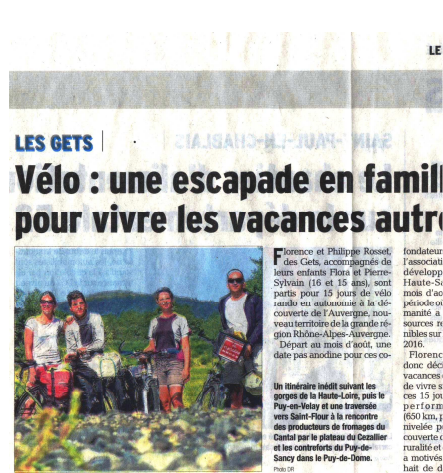 LE
LES GETS
Vélo : une escapade en famil
pour vivre les vacances autr
Florence et Philippe Rosset,
des Gets, accompagnés de
leurs enfants Flora et Pierre-
Sylvain (16 et 15 ans), sont
partis pour 15 jours de vélo
rando en autonomie à la dé-
couverte de l'Auvergne, nou-
veau territoire de la grande ré-
gion Rhône-Alpes-Auvergne.
Départ au mois d'août, une
date pas anodine pour ces co-
Un itinéraire inédit suivant les
gorges de la Haute-Loire, puis le
Puy-en-Velay et une traversée
vers Saint-Flour à la rencontre
des producteurs de fromages du
Cantal par le plateau du Cezallier
et les contreforts du Puy-de-
Sancy dans le Puy-de-Dome.
Photo DR
fondateur
l'associati
développ
Haute-Sa
mois d'ao
période o
manité a
sources r
nibles sur
2016.
Florenc
donc déci
vacances
de vivre s
ces 15 jou
perform
(650 km, p
nivelée p
couverte d
ruralité et
a motivés
hait de é